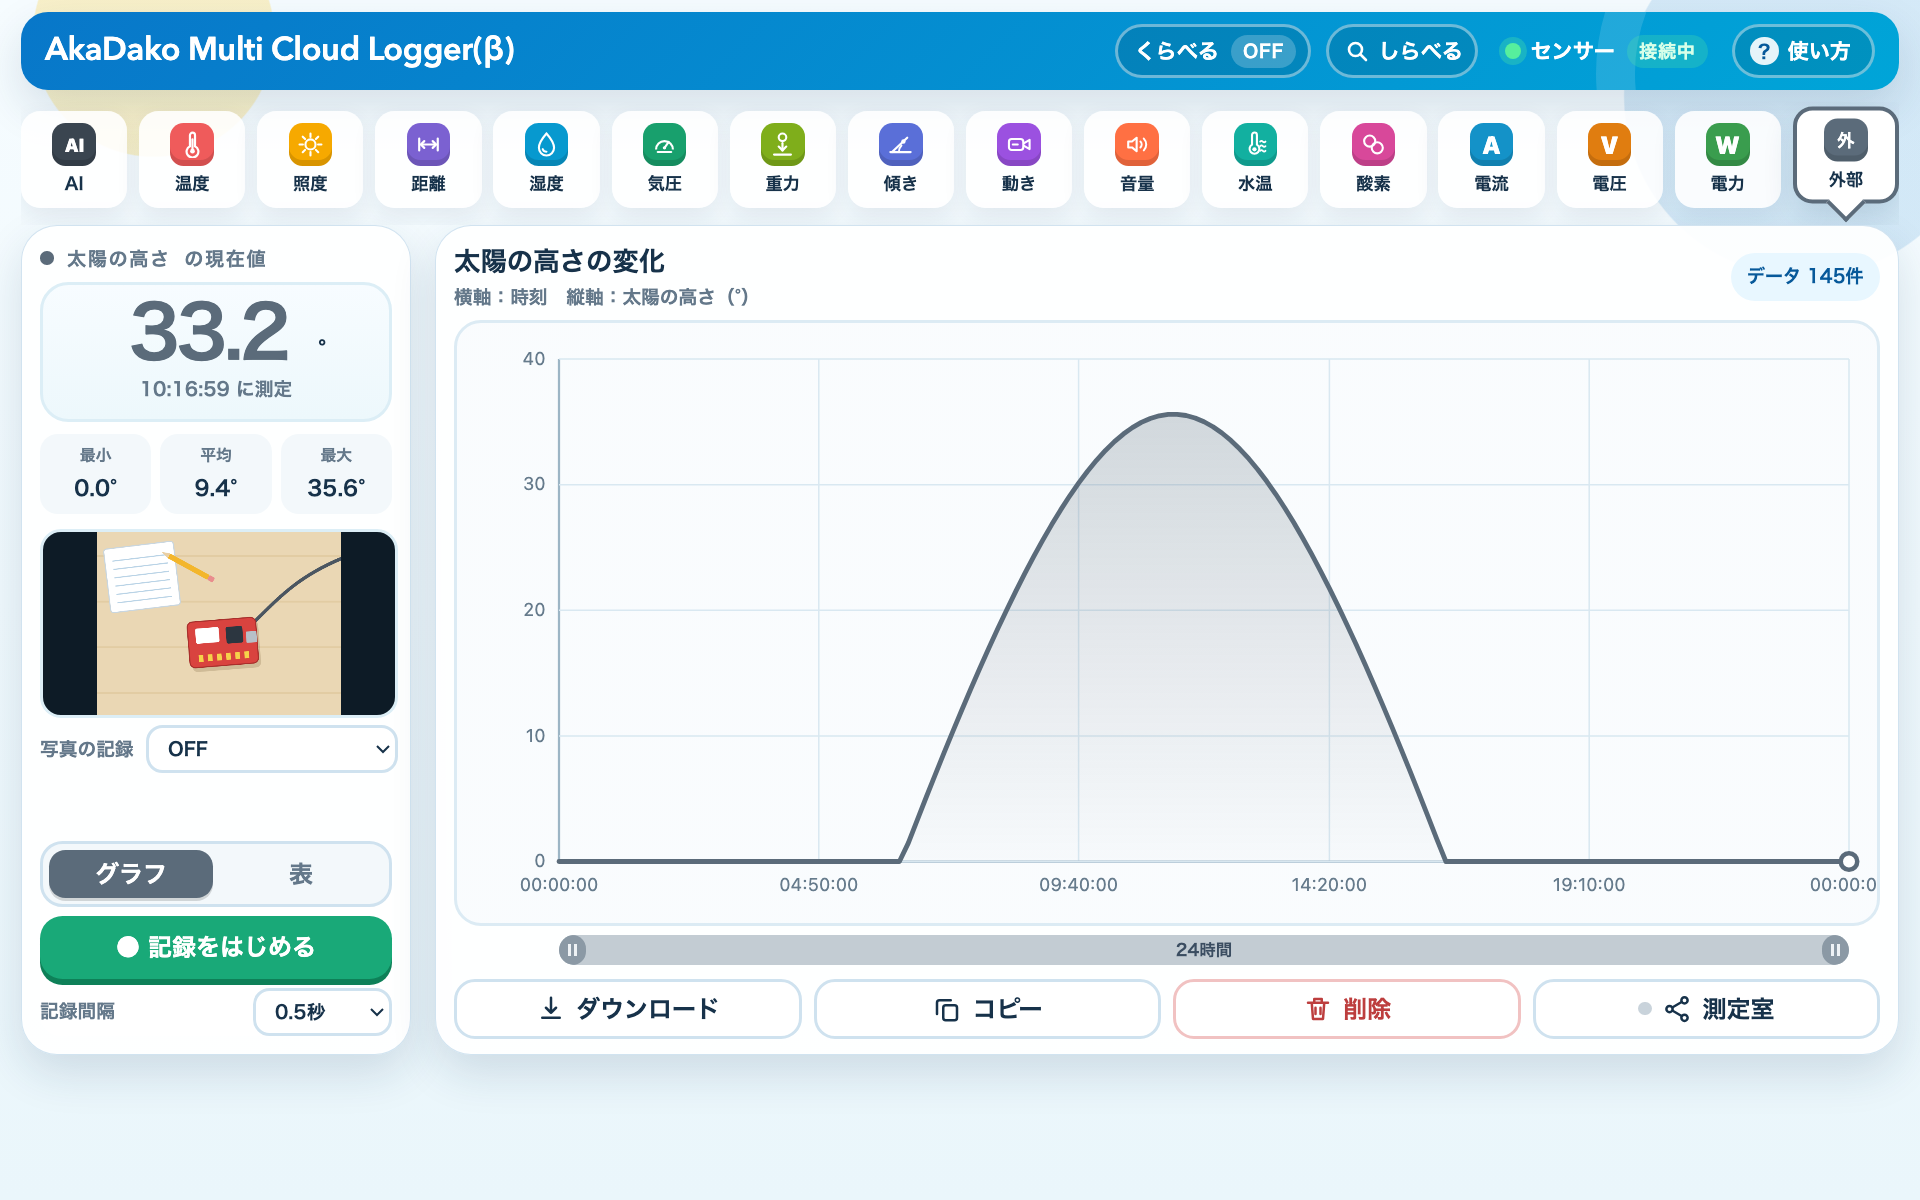 AkaDako Multi Cloud Logger(β)
くらべる OFF
しらべる
センサー 接続中
? 使い方
AI
AI
温度
照度
距離
湿度
気圧
重力
傾き
動き
音量
水温
酸素
A
電流
V
電圧
W
電力
外
外部
太陽の高さ の現在値
33.2 °
10:16:59 に測定
最小
0.0°
平均
9.4°
最大
35.6°
写真の記録 OFF
グラフ 表
記録をはじめる
記録間隔 0.5秒
太陽の高さの変化
横軸:時刻 縦軸:太陽の高さ(°)
データ 145件
40
30
20
10
0
00:00:00 04:50:00 09:40:00 14:20:00 19:10:00 00:00:0
24時間
ダウンロード コピー 削除 測定室